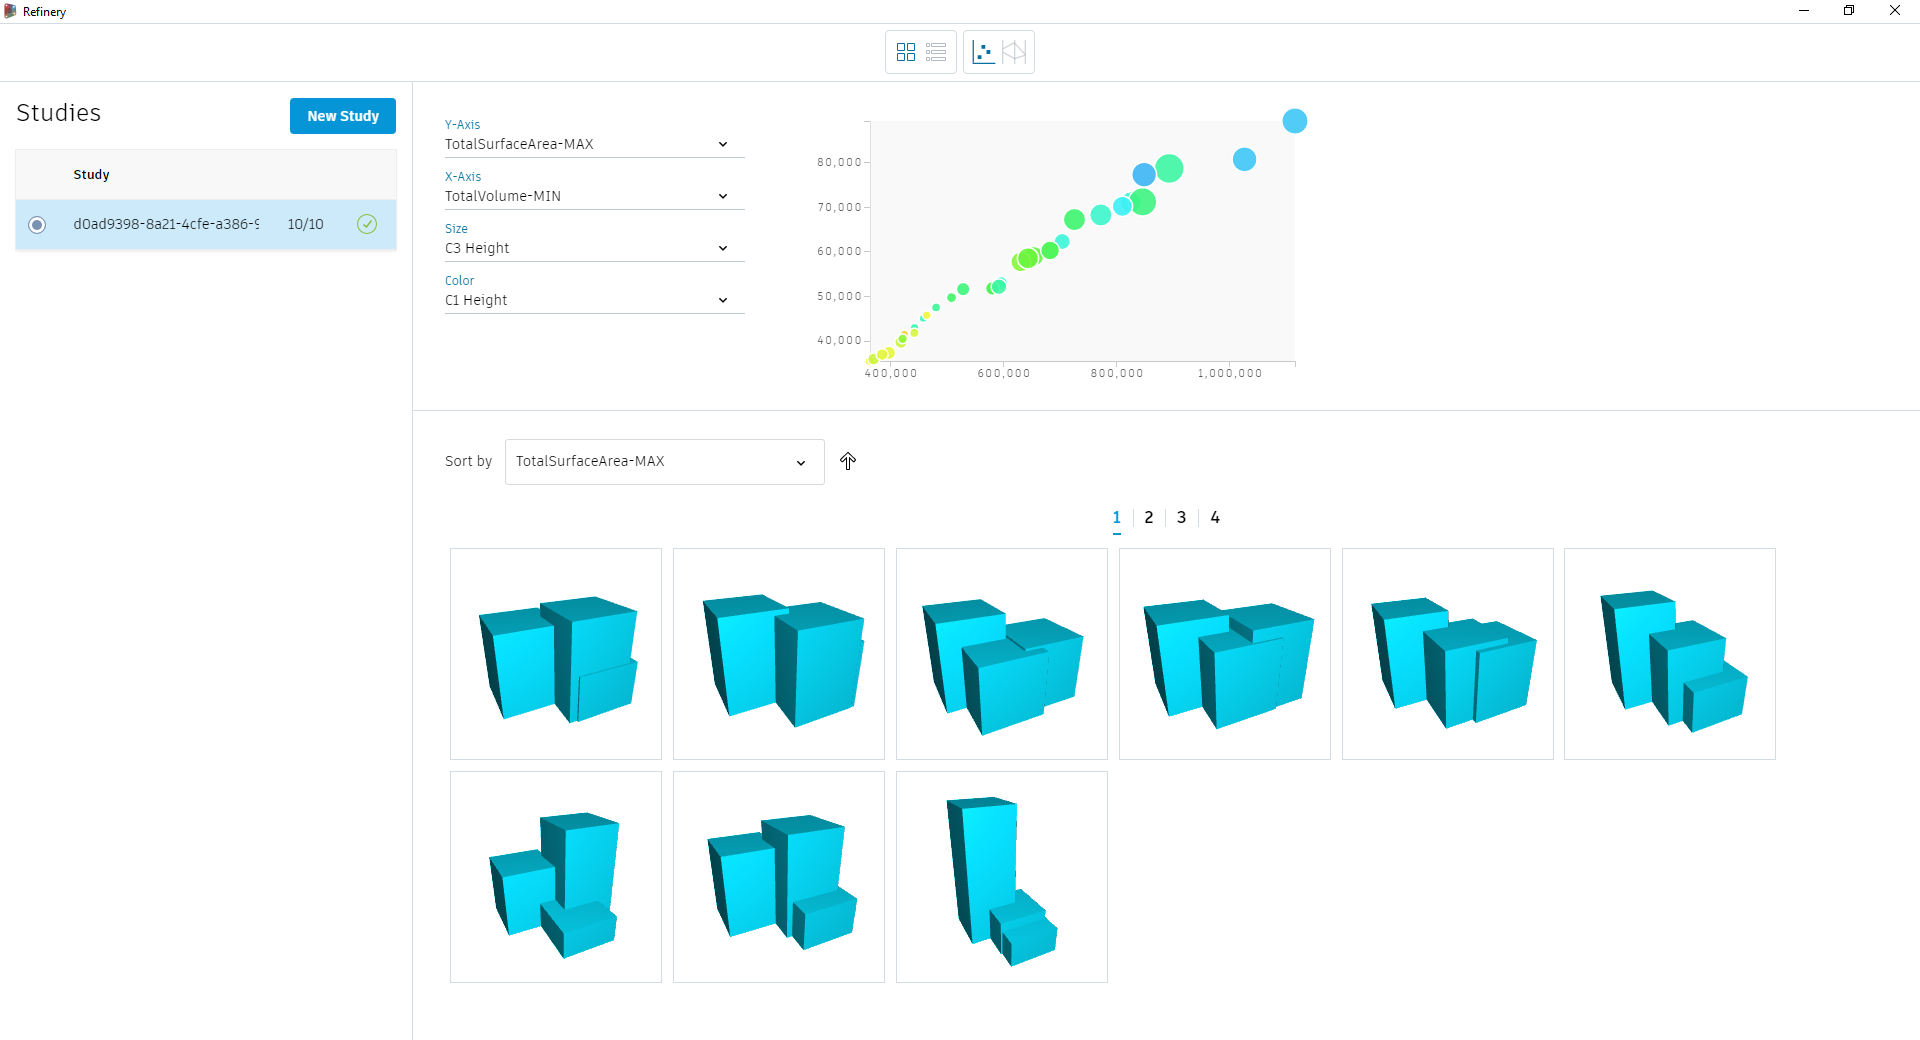 Refinery
Studies
New Study
Study
d0ad9398-8a21-4cfe-a386-9
10/10
Y-Axis
TotalSurfaceArea-MAX
X-Axis
TotalVolume-MIN
Size
C3 Height
Color
C1 Height
80,000
70,000
60,000
50,000
40,000
400,000 600,000 800,000 1,000,000
Sort by TotalSurfaceArea-MAX
1 2 3 4